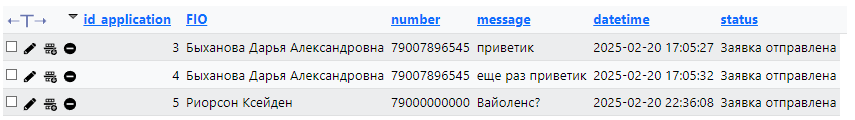 ←T→ id_application FIO number message datetime status
3 Быханова Дарья Александровна 79007896545 приветик 2025-02-20 17:05:27 Заявка отправлена
4 Быханова Дарья Александровна 79007896545 еще раз приветик 2025-02-20 17:05:32 Заявка отправлена
5 Риорсон Ксейден 79000000000 Вайоленс? 2025-02-20 22:36:08 Заявка отправлена